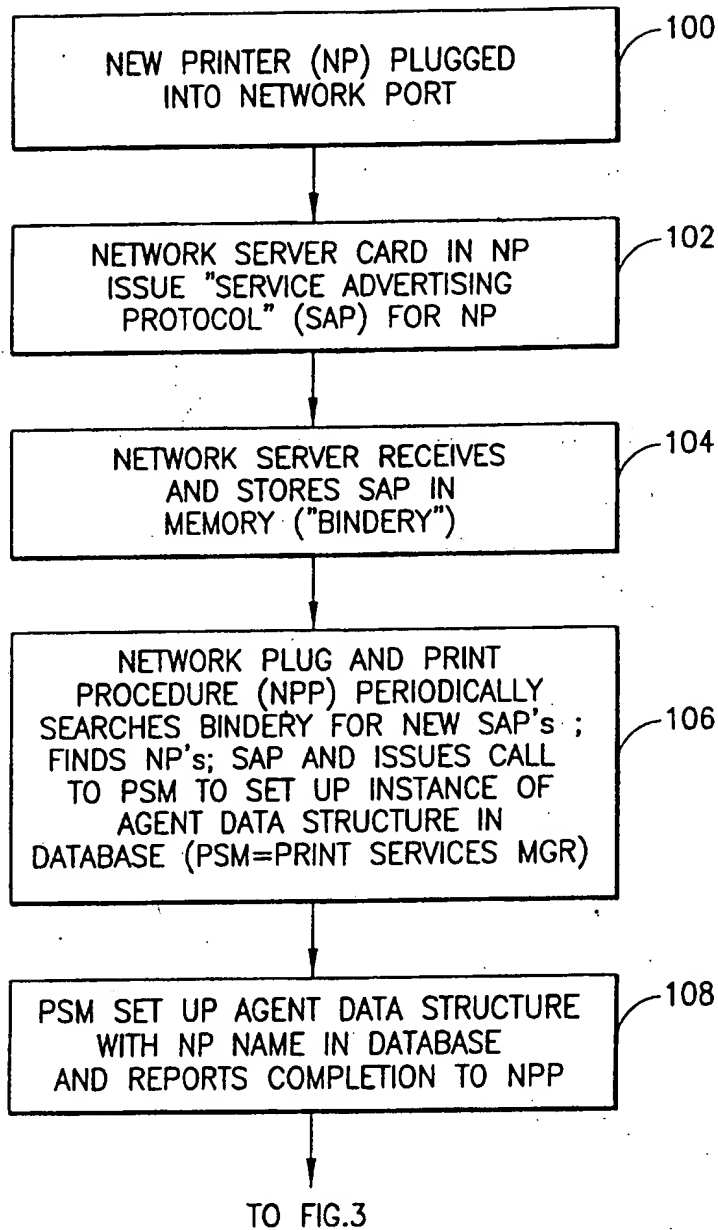 NEW PRINTER (NP) PLUGGED
INTO NETWORK PORT
100
NETWORK SERVER CARD IN NP
ISSUE "SERVICE ADVERTISING
PROTOCOL" (SAP) FOR NP
102
NETWORK SERVER RECEIVES
AND STORES SAP IN
MEMORY ("BINDERY")
104
NETWORK PLUG AND PRINT
PROCEDURE (NPP) PERIODICALLY
SEARCHES BINDERY FOR NEW SAP's ;
FINDS NP's; SAP AND ISSUES CALL
TO PSM TO SET UP INSTANCE OF
AGENT DATA STRUCTURE IN
DATABASE (PSM=PRINT SERVICES MGR)
106
PSM SET UP AGENT DATA STRUCTURE
WITH NP NAME IN DATABASE
AND REPORTS COMPLETION TO NPP
108
TO FIG.3